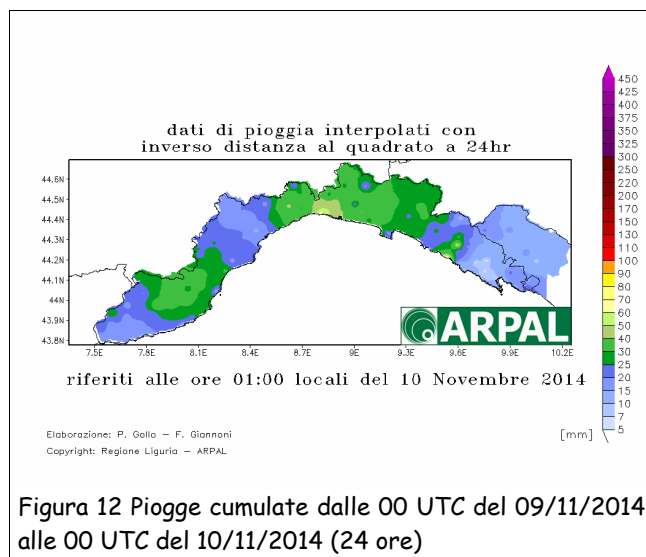 dati di pioggia interpolati con
inverso distanza al quadrato a 24hr
44.6N
44.5N
44.4N
44.3N
44.2N
44.1N
44N
43.9N
43.8N
7.5E 7.8E 8.1E 8.4E 8.7E 9E 9.3E 9.6E 9.9E 10.2E
ARPAL
riferiti alle ore 01:00 locali del 10 Novembre 2014
450
425
400
375
350
325
300
250
220
200
170
150
130
110
100
90
80
70
60
50
40
30
25
20
15
10
7
5
[mm]
Elaborazione: P. Gollo – F. Giannoni
Copyright: Regione Liguria – ARPAL
Figura 12 Piogge cumulate dalle 00 UTC del 09/11/2014
alle 00 UTC del 10/11/2014 (24 ore)